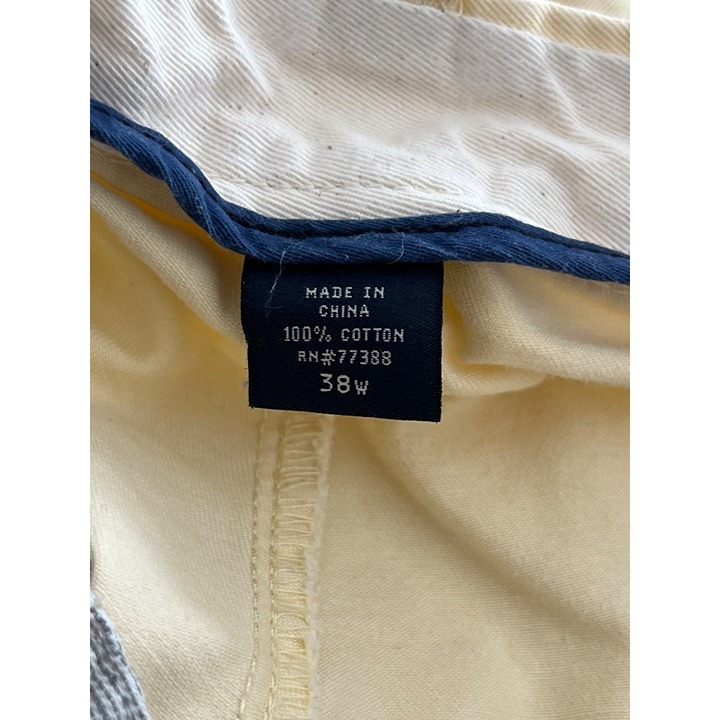 MADE IN
CHINA
100% COTTON
RN#77388
38W